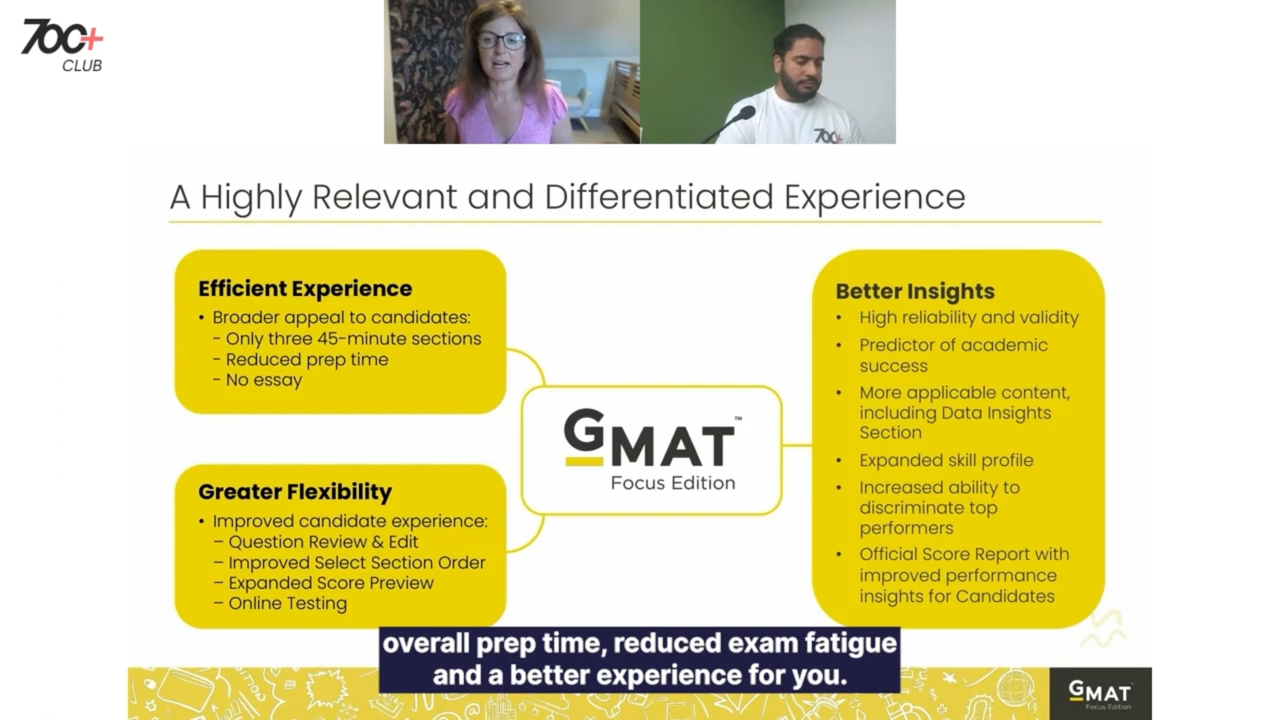 700+
CLUB
700+
A Highly Relevant and Differentiated Experience
Efficient Experience
• Broader appeal to candidates:
- Only three 45-minute sections
- Reduced prep time
- No essay
Greater Flexibility
• Improved candidate experience:
– Question Review & Edit
– Improved Select Section Order
– Expanded Score Preview
– Online Testing
GMAT™
Focus Edition
Better Insights
• High reliability and validity
• Predictor of academic
success
• More applicable content,
including Data Insights
Section
• Expanded skill profile
• Increased ability to
discriminate top
performers
• Official Score Report with
improved performance
insights for Candidates
overall prep time, reduced exam fatigue
and a better experience for you.
GMAT™
Focus Edition